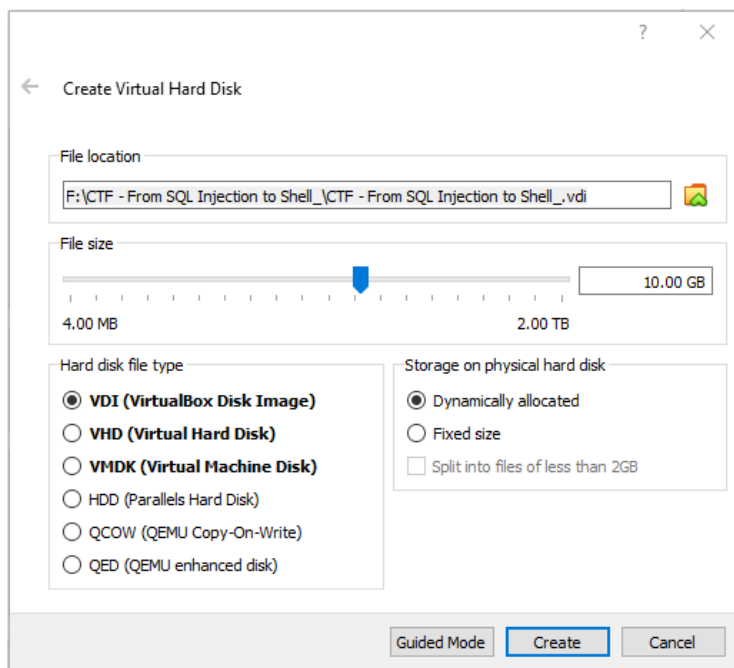 ?
Create Virtual Hard Disk
File location
F:\CTF - From SQL Injection to Shell_\CTF - From SQL Injection to Shell_.vdi
File size
10.00 GB
4.00 MB 2.00 TB
Hard disk file type
VDI (VirtualBox Disk Image)
VHD (Virtual Hard Disk)
VMDK (Virtual Machine Disk)
HDD (Parallels Hard Disk)
QCOW (QEMU Copy-On-Write)
QED (QEMU enhanced disk)
Storage on physical hard disk
Dynamically allocated
Fixed size
Split into files of less than 2GB
Guided Mode Create Cancel